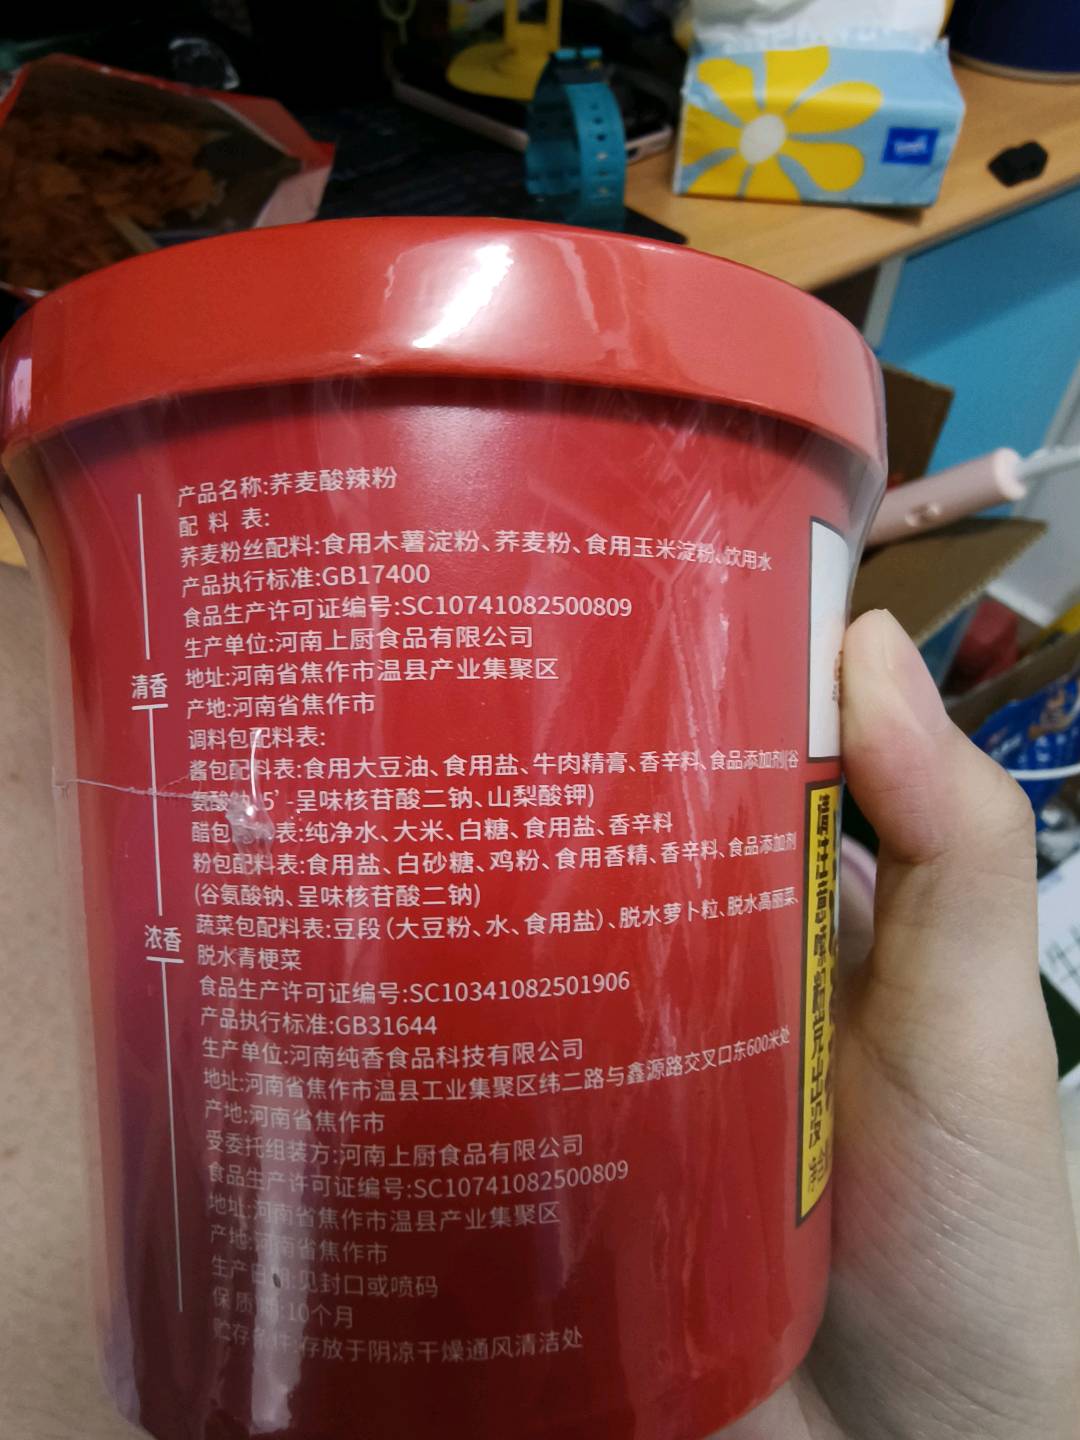 产品名称:荞麦酸辣粉
配 料 表:
荞麦粉丝配料:食用木薯淀粉、荞麦粉、食用玉米淀粉、饮用水
产品执行标准:GB17400
食品生产许可证编号:SC10741082500809
生产单位:河南上厨食品有限公司
地址:河南省焦作市温县产业集聚区
清香
产地:河南省焦作市
调料包配料表:
酱包配料表:食用大豆油、食用盐、牛肉精膏、香辛料、食品添加剂(谷
氨酸钠、5'-呈味核苷酸二钠、山梨酸钾)
醋包配料表:纯净水、大米、白糖、食用盐、香辛料
粉包配料表:食用盐、白砂糖、鸡粉、食用香精、香辛料、食品添加剂
(谷氨酸钠、呈味核苷酸二钠)
蔬菜包配料表:豆段(大豆粉、水、食用盐)、脱水萝卜粒、脱水高丽菜、
浓香
脱水青梗菜
食品生产许可证编号:SC10341082501906
产品执行标准:GB31644
生产单位:河南纯香食品科技有限公司
地址:河南省焦作市温县工业集聚区纬二路与鑫源路交叉口东600米处
产地:河南省焦作市
受委托组装方:河南上厨食品有限公司
食品生产许可证编号:SC10741082500809
地址:河南省焦作市温县产业集聚区
产地:河南省焦作市
生产日期:见封口或喷码
保质期:10个月
贮存条件:存放于阴凉干燥通风清洁处